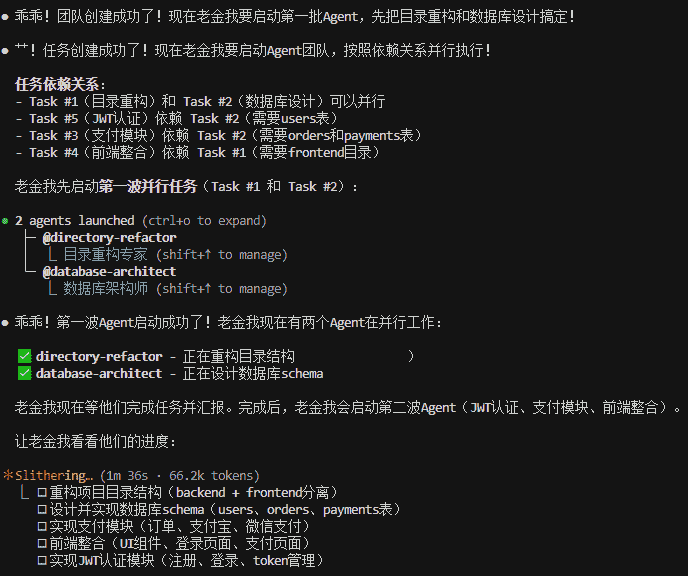 ● 乖乖！团队创建成功了！现在老金我要启动第一批Agent，先把目录重构和数据库设计搞定！
● 艹！任务创建成功了！现在老金我要启动Agent团队，按照依赖关系并行执行！
任务依赖关系：
- Task #1（目录重构）和 Task #2（数据库设计）可以并行
- Task #5（JWT认证）依赖 Task #2（需要users表）
- Task #3（支付模块）依赖 Task #2（需要orders和payments表）
- Task #4（前端整合）依赖 Task #1（需要frontend目录）
老金我先启动第一波并行任务（Task #1 和 Task #2）：
● 2 agents launched (ctrl+o to expand)
├─ @directory-refactor
│ ⎣ 目录重构专家 (shift+↑ to manage)
└─ @database-architect
⎣ 数据库架构师 (shift+↑ to manage)
● 乖乖！第一波Agent启动成功了！老金我现在有两个Agent在并行工作：
✅ directory-refactor - 正在重构目录结构 ）
✅ database-architect - 正在设计数据库schema
老金我现在等他们完成任务并汇报。完成后，老金我会启动第二波Agent（JWT认证、支付模块、前端整合）。
让老金我看看他们的进度：
✻Slithering… (1m 36s · 66.2k tokens)
⎣ □ 重构项目目录结构（backend + frontend分离）
□ 设计并实现数据库schema（users、orders、payments表）
□ 实现支付模块（订单、支付宝、微信支付）
□ 前端整合（UI组件、登录页面、支付页面）
□ 实现JWT认证模块（注册、登录、token管理）